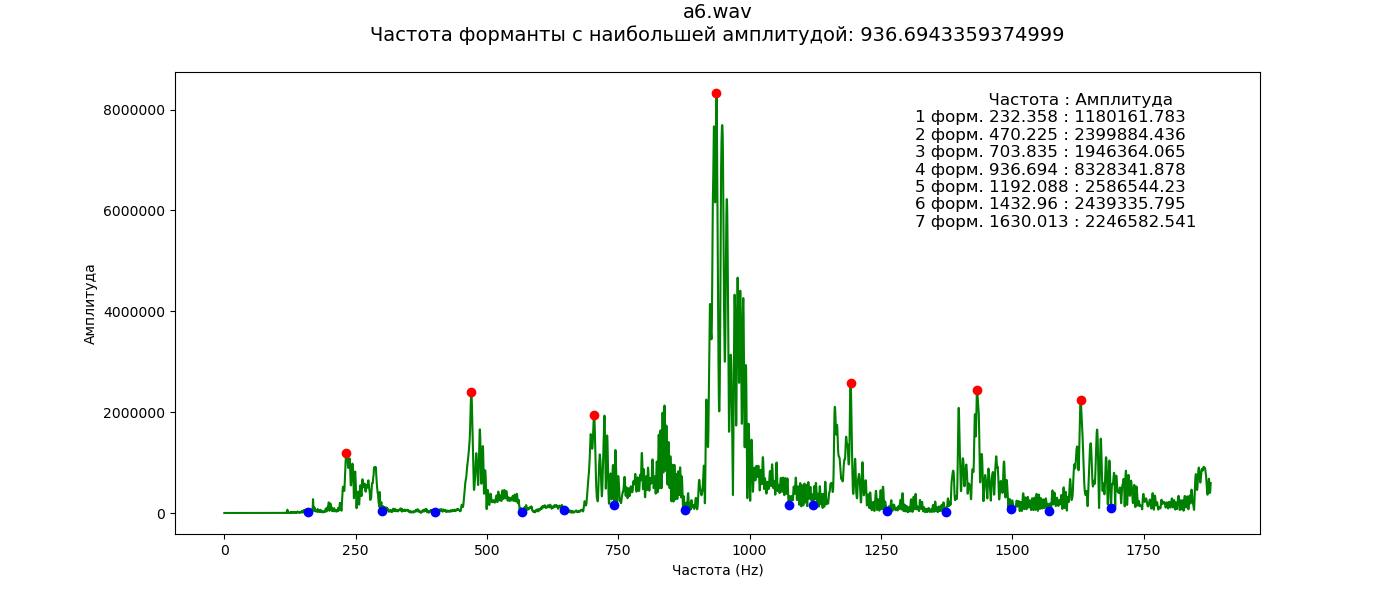 a6.wav
Частота форманты с наибольшей амплитудой: 936.6943359374999
Частота : Амплитуда
1 форм. 232.358 : 1180161.783
2 форм. 470.225 : 2399884.436
3 форм. 703.835 : 1946364.065
4 форм. 936.694 : 8328341.878
5 форм. 1192.088 : 2586544.23
6 форм. 1432.96 : 2439335.795
7 форм. 1630.013 : 2246582.541
Амплитуда
8000000
6000000
4000000
2000000
0
0 250 500 750 1000 1250 1500 1750
Частота (Hz)